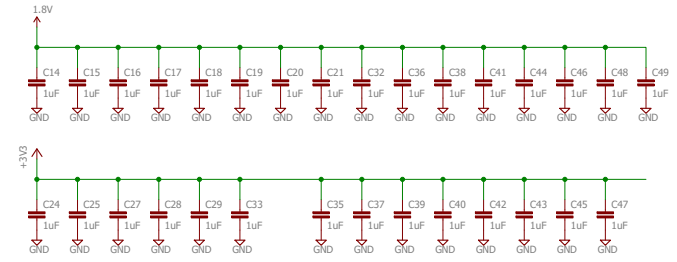 1.8V
C14 C15 C16 C17 C18 C19 C20 C21 C32 C36 C38 C41 C44 C46 C48 C49
1uF 1uF 1uF 1uF 1uF 1uF 1uF 1uF 1uF 1uF 1uF 1uF 1uF 1uF 1uF 1uF
GND GND GND GND GND GND GND GND GND GND GND GND GND GND GND GND
+3V3
C24 C25 C27 C28 C29 C33 C35 C37 C39 C40 C42 C43 C45 C47
1uF 1uF 1uF 1uF 1uF 1uF 1uF 1uF 1uF 1uF 1uF 1uF 1uF 1uF
GND GND GND GND GND GND GND GND GND GND GND GND GND GND